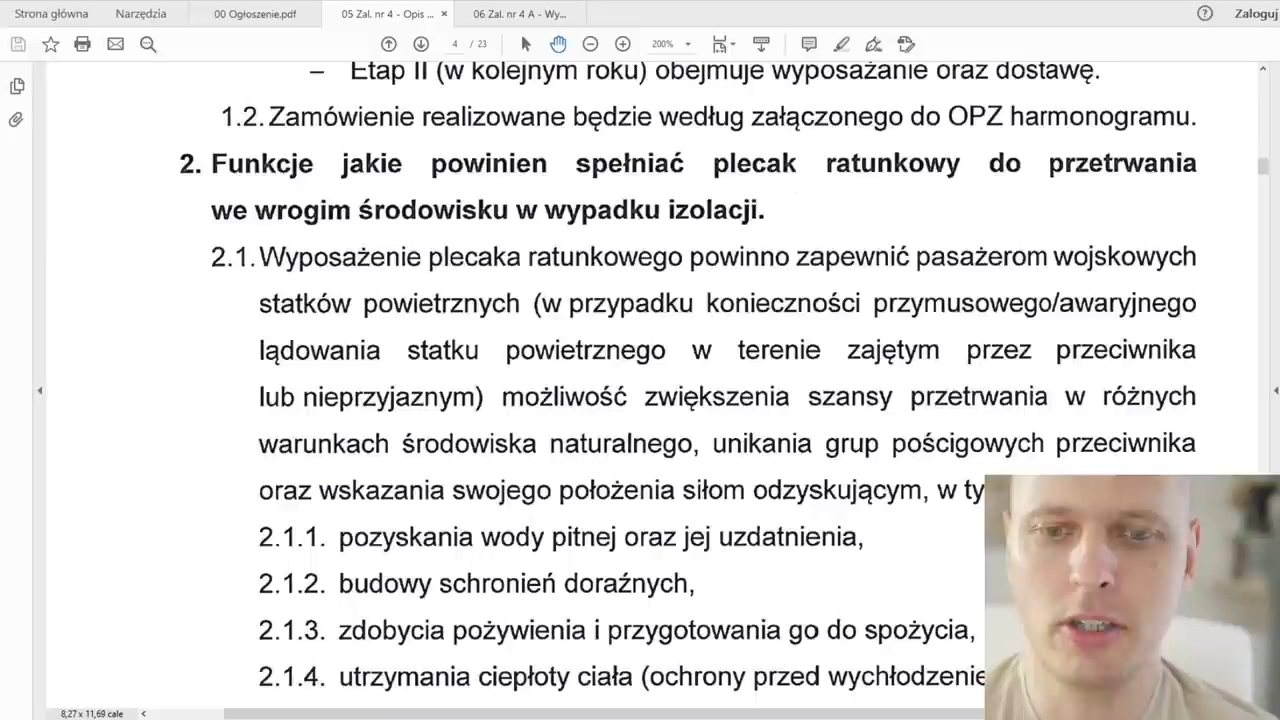 Strona główna Narzędzia 00 Ogłoszenie.pdf 05 Zal. nr 4 - Opis ... × 06 Zal. nr 4 A - Wy... Zaloguj
4 / 23 200%
– Etap II (w kolejnym roku) obejmuje wyposażanie oraz dostawę.
1.2. Zamówienie realizowane będzie według załączonego do OPZ harmonogramu.
2. Funkcje jakie powinien spełniać plecak ratunkowy do przetrwania
we wrogim środowisku w wypadku izolacji.
2.1. Wyposażenie plecaka ratunkowego powinno zapewnić pasażerom wojskowych
statków powietrznych (w przypadku konieczności przymusowego/awaryjnego
lądowania statku powietrznego w terenie zajętym przez przeciwnika
lub nieprzyjaznym) możliwość zwiększenia szansy przetrwania w różnych
warunkach środowiska naturalnego, unikania grup pościgowych przeciwnika
oraz wskazania swojego położenia siłom odzyskującym, w ty
2.1.1. pozyskania wody pitnej oraz jej uzdatnienia,
2.1.2. budowy schronień doraźnych,
2.1.3. zdobycia pożywienia i przygotowania go do spożycia,
2.1.4. utrzymania ciepłoty ciała (ochrony przed wychłodzenie
8,27 x 11,69 cale